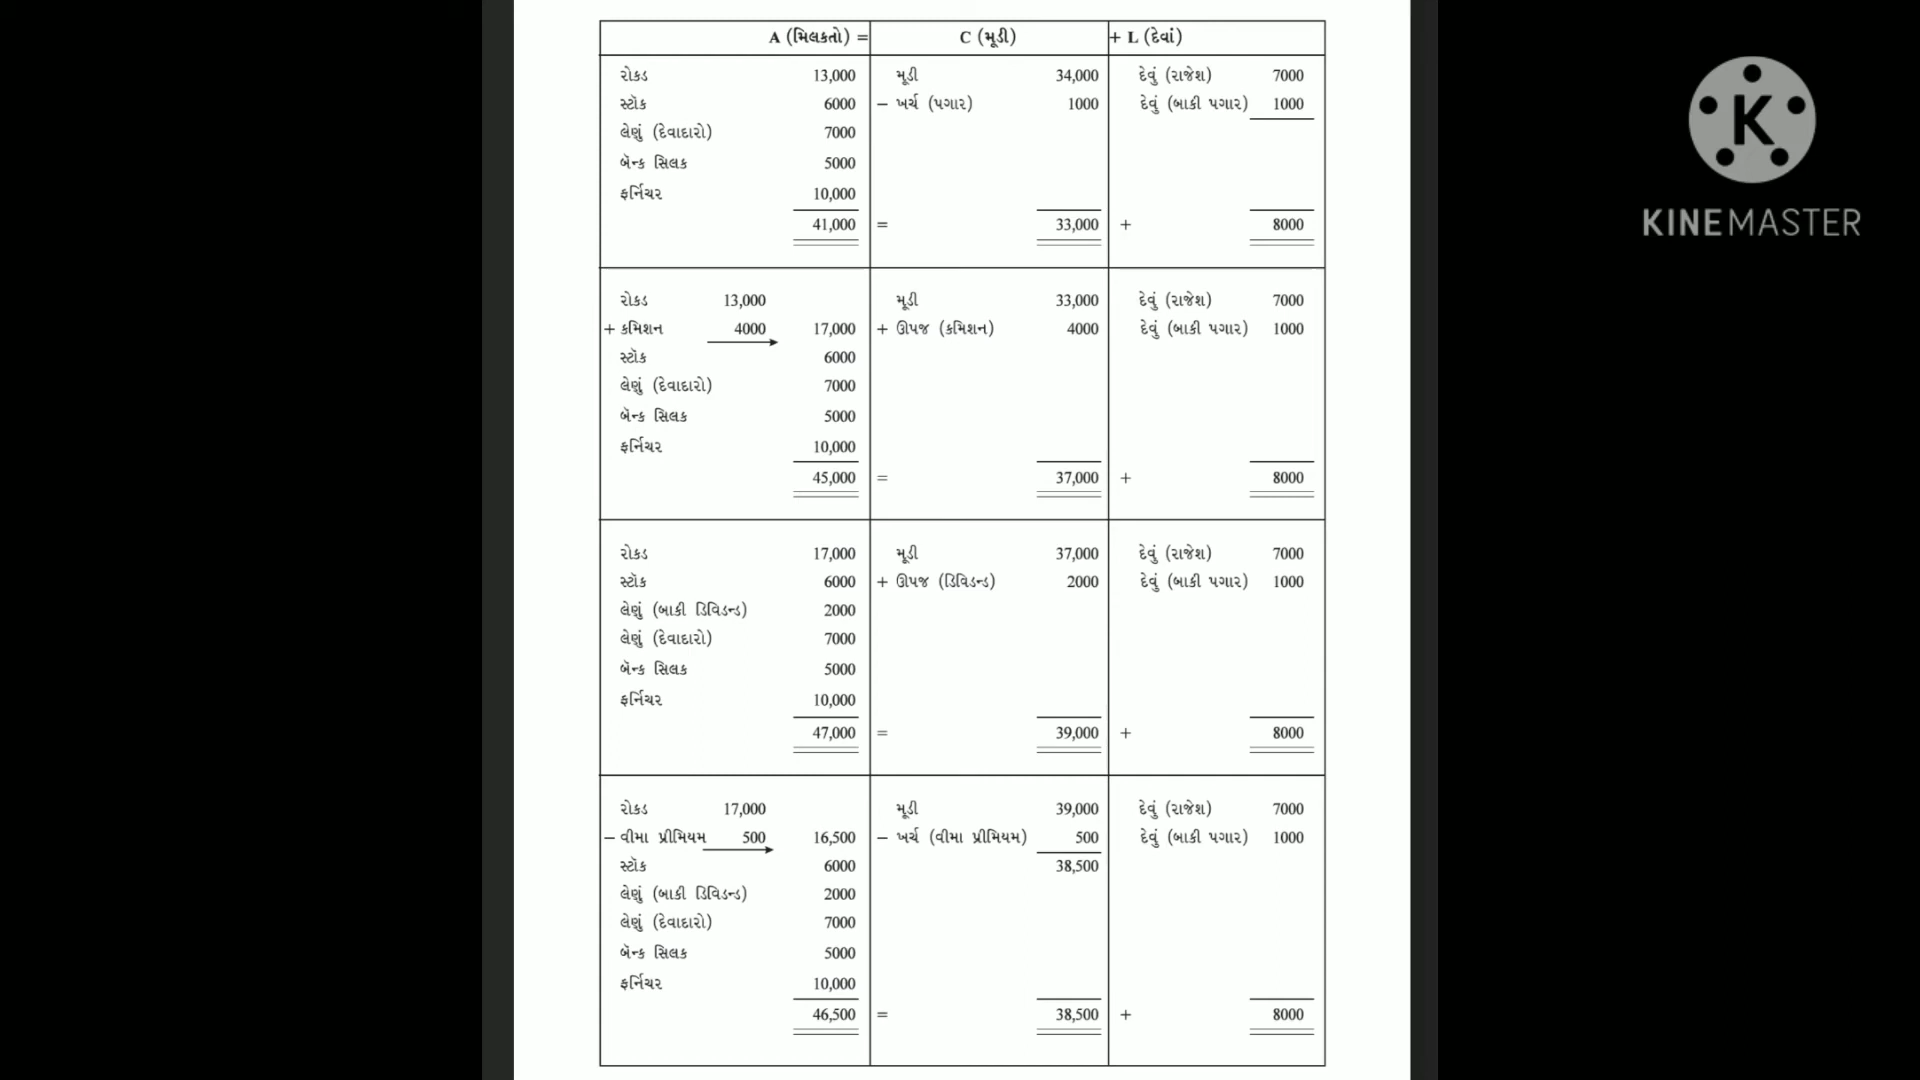 A (મિલકતો) = C (મૂડી) + L (દેવાં)
રોકડ 13,000 મૂડી 34,000 દેવું (રાજેશ) 7000
સ્ટૉક 6000 – ખર્ચ (પગાર) 1000 દેવું (બાકી પગાર) 1000
લેણું (દેવાદારો) 7000
બૅન્ક સિલક 5000
ફર્નિચર 10,000
41,000 = 33,000 + 8000
રોકડ 13,000 મૂડી 33,000 દેવું (રાજેશ) 7000
+ કમિશન 4000 17,000 + ઊપજ (કમિશન) 4000 દેવું (બાકી પગાર) 1000
સ્ટૉક 6000
લેણું (દેવાદારો) 7000
બૅન્ક સિલક 5000
ફર્નિચર 10,000
45,000 = 37,000 + 8000
રોકડ 17,000 મૂડી 37,000 દેવું (રાજેશ) 7000
સ્ટૉક 6000 + ઊપજ (ડિવિડન્ડ) 2000 દેવું (બાકી પગાર) 1000
લેણું (બાકી ડિવિડન્ડ) 2000
લેણું (દેવાદારો) 7000
બૅન્ક સિલક 5000
ફર્નિચર 10,000
47,000 = 39,000 + 8000
રોકડ 17,000 મૂડી 39,000 દેવું (રાજેશ) 7000
– વીમા પ્રીમિયમ 500 16,500 – ખર્ચ (વીમા પ્રીમિયમ) 500 દેવું (બાકી પગાર) 1000
સ્ટૉક 6000 38,500
લેણું (બાકી ડિવિડન્ડ) 2000
લેણું (દેવાદારો) 7000
બૅન્ક સિલક 5000
ફર્નિચર 10,000
46,500 = 38,500 + 8000
K
KINEMASTER